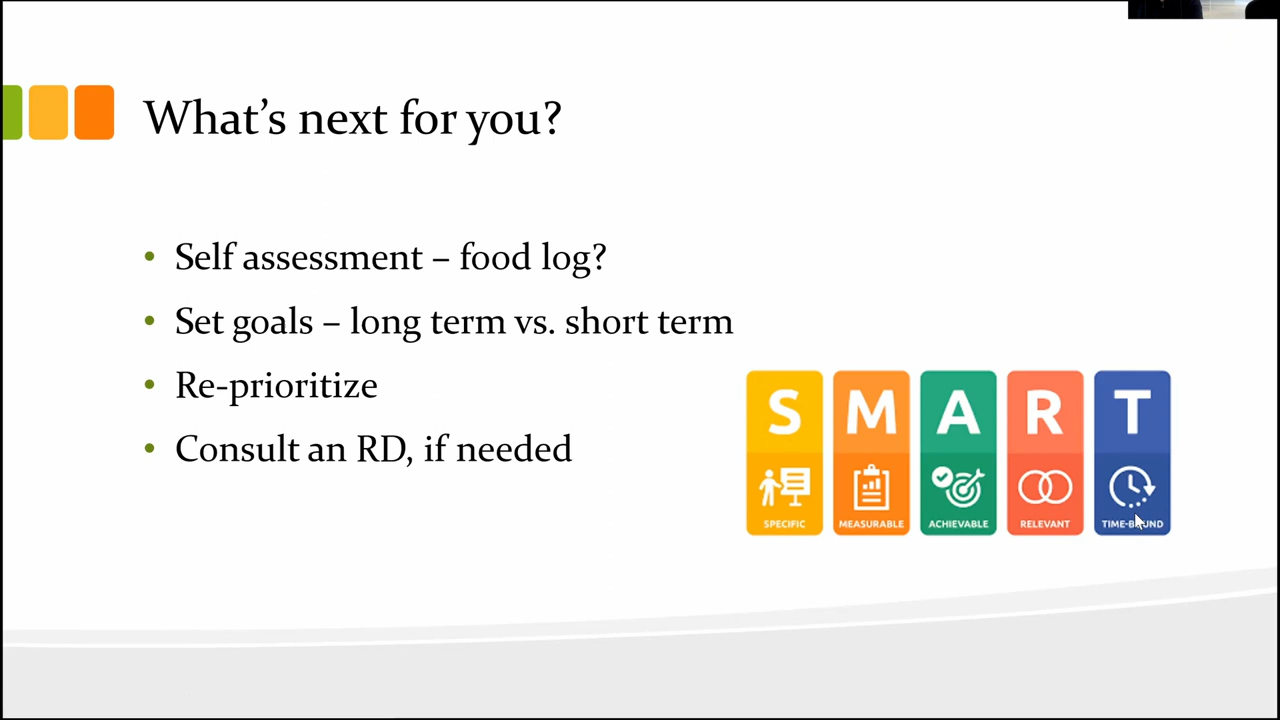 What's next for you?
• Self assessment – food log?
• Set goals – long term vs. short term
• Re-prioritize
• Consult an RD, if needed
S M A R T
SPECIFIC MEASURABLE ACHIEVABLE RELEVANT TIME-BOUND